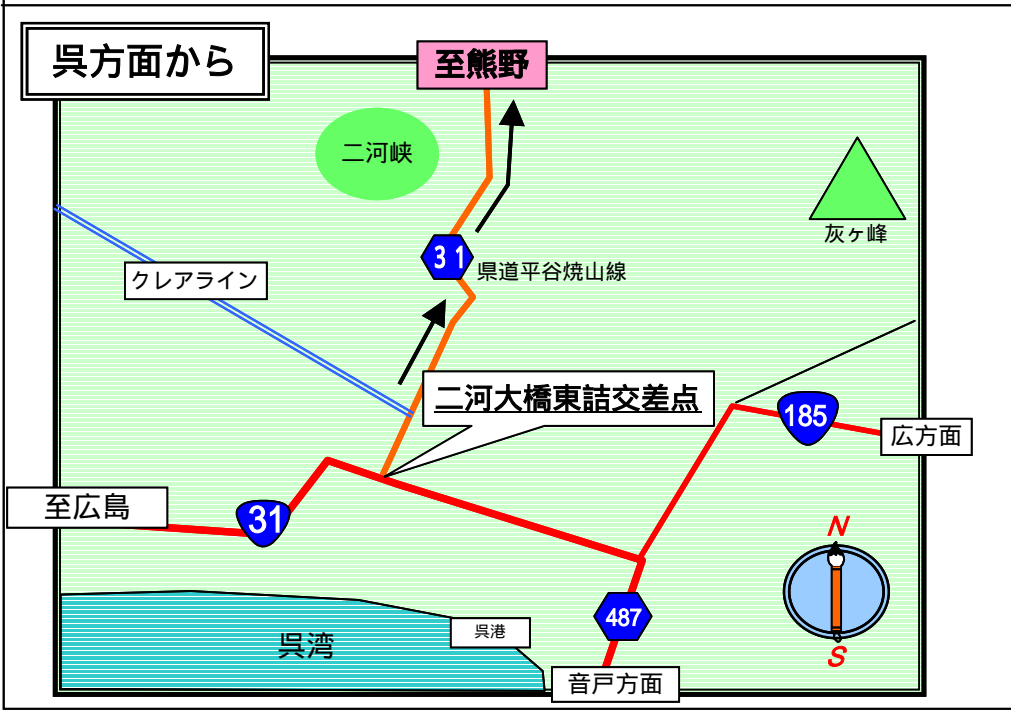 呉方面から
至熊野
二河峡
灰ヶ峰
31
県道平谷焼山線
クレアライン
二河大橋東詰交差点
185
広方面
至広島
31
N
487
S
呉港
呉湾
音戸方面